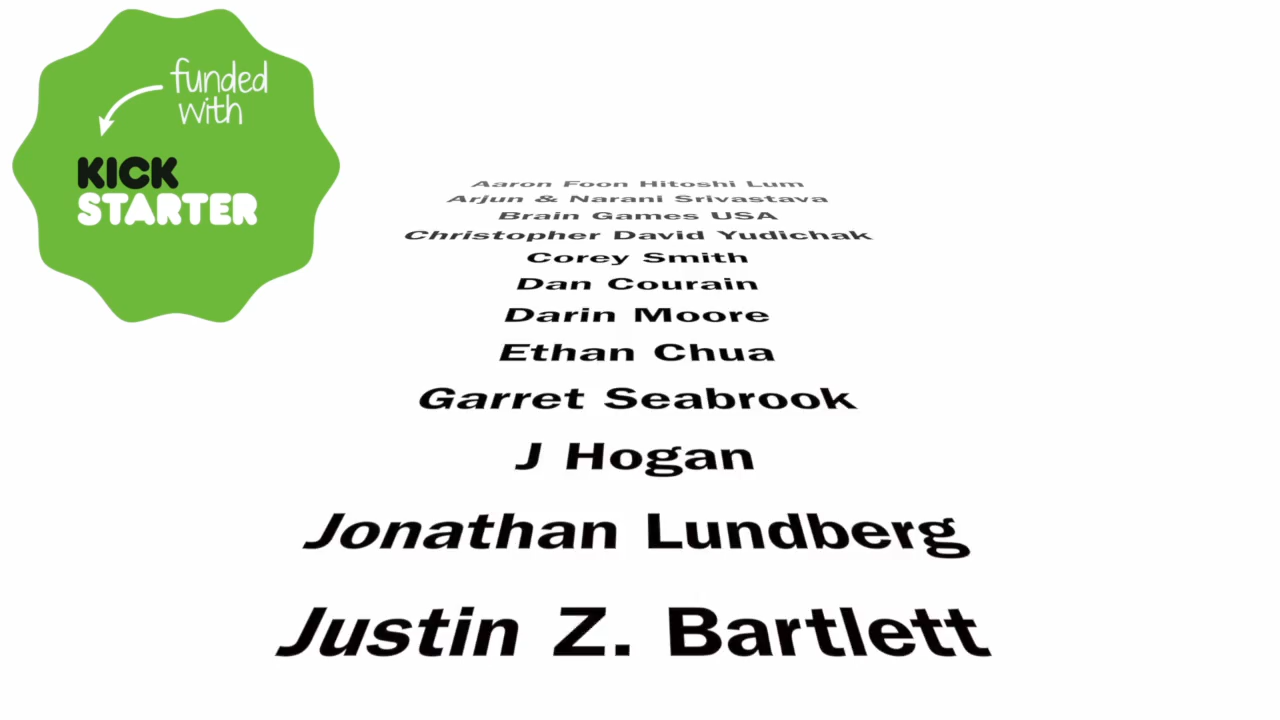 funded
with
KICK
STARTER
Aaron Foon Hitoshi Lum
Arjun & Narani Srivastava
Brain Games USA
Christopher David Yudichak
Corey Smith
Dan Courain
Darin Moore
Ethan Chua
Garret Seabrook
J Hogan
Jonathan Lundberg
Justin Z. Bartlett